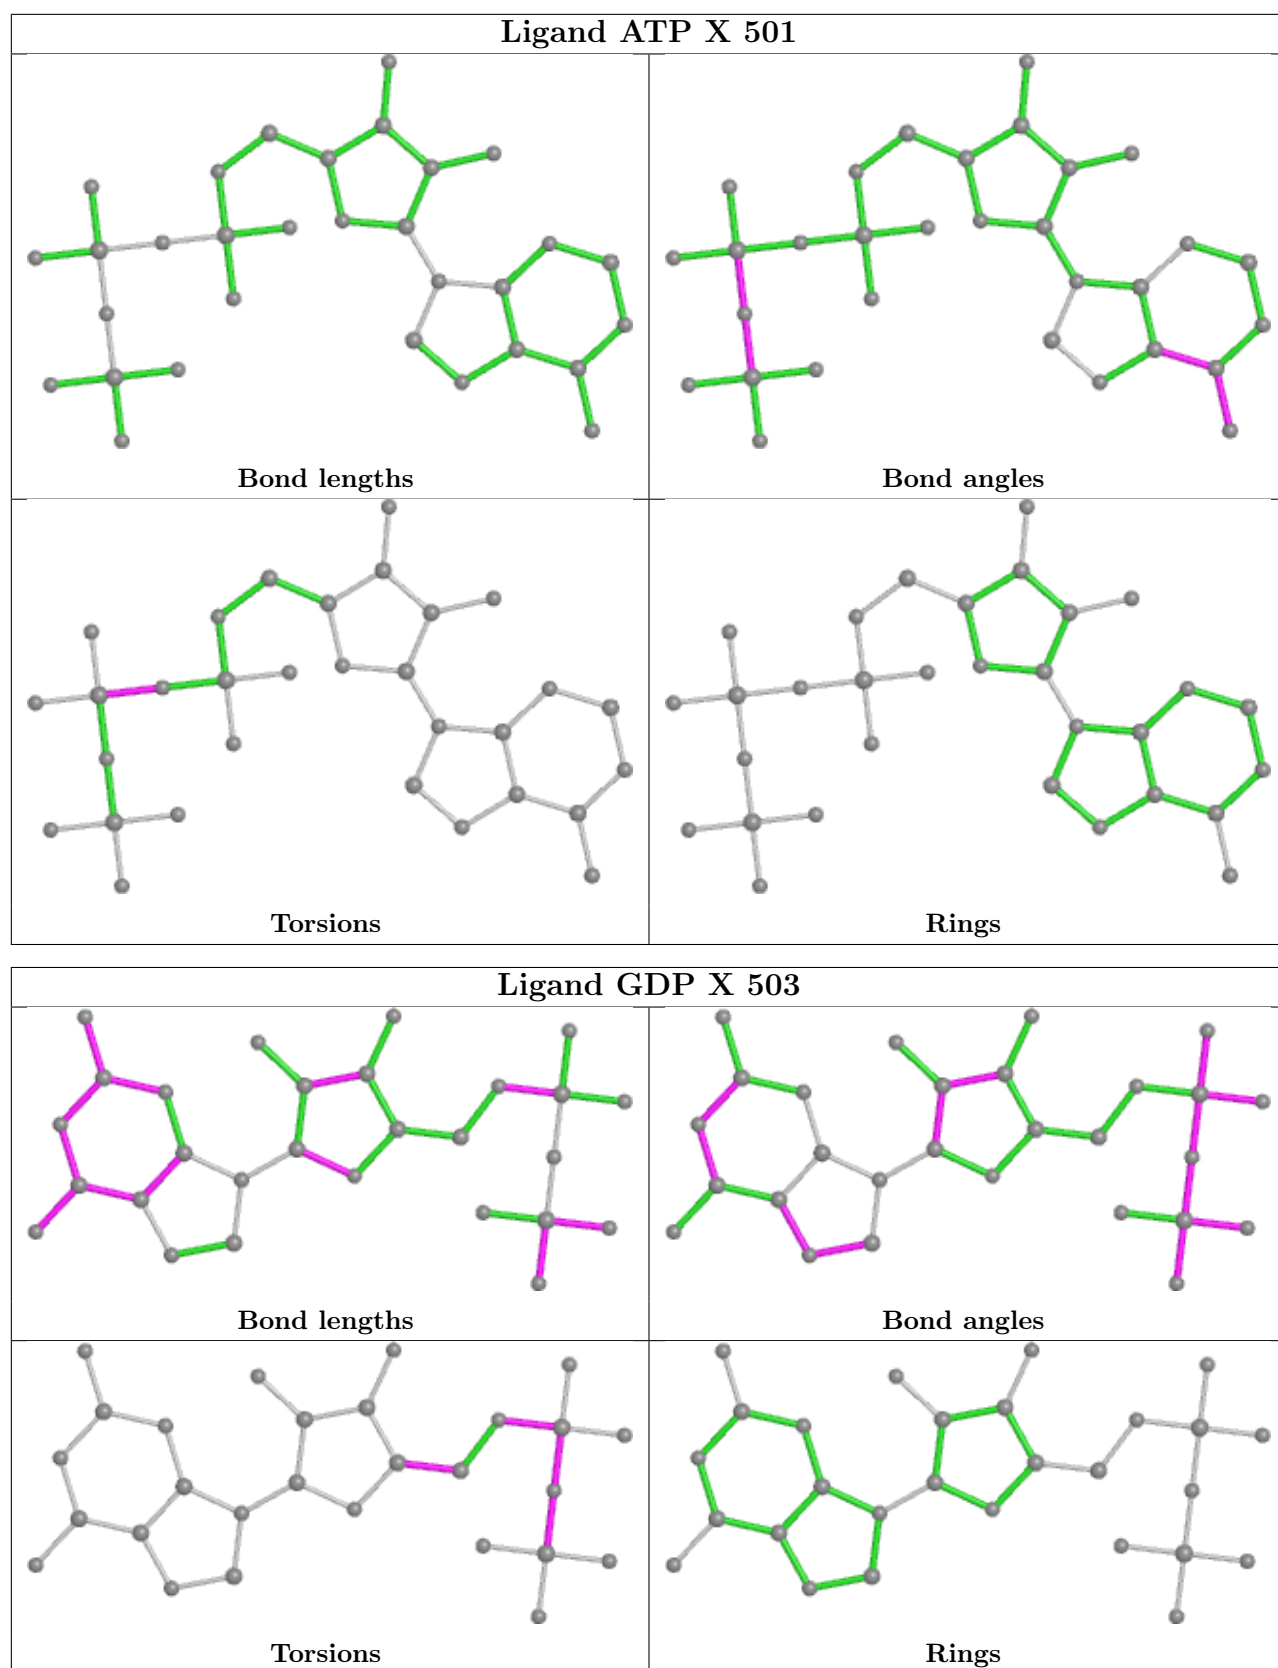 Ligand ATP X 501
Bond lengths
Bond angles
Torsions
Rings
Ligand GDP X 503
Bond lengths
Bond angles
Torsions
Rings